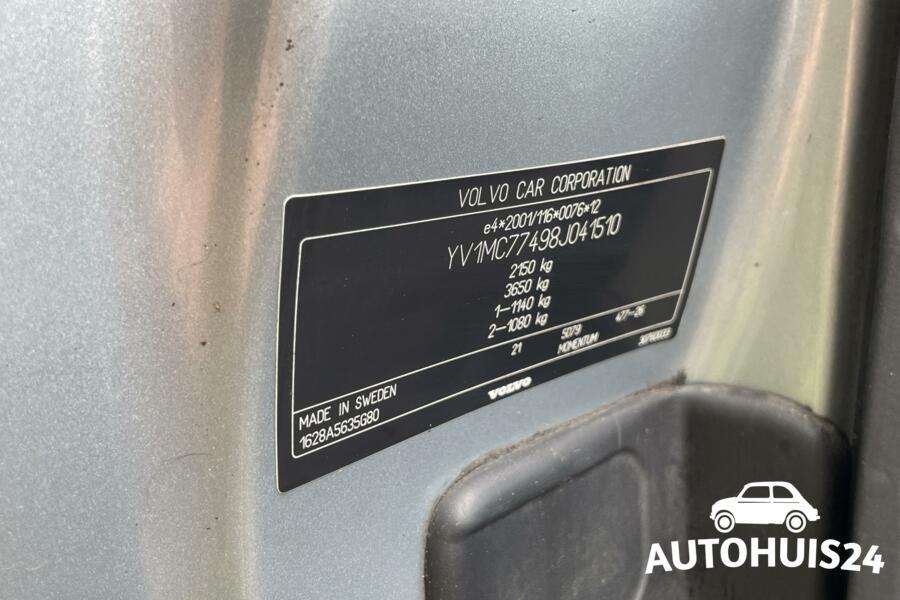 VOLVO CAR CORPORATION
e4*2001/116*0076*12
YV1MC77498J041510
2150 kg
3650 kg
1-1140 kg
2-1080 kg
21
5079
477-26
MOMENTUM
MADE IN SWEDEN
1628A5635G80
VOLVO
AUTOHUIS24